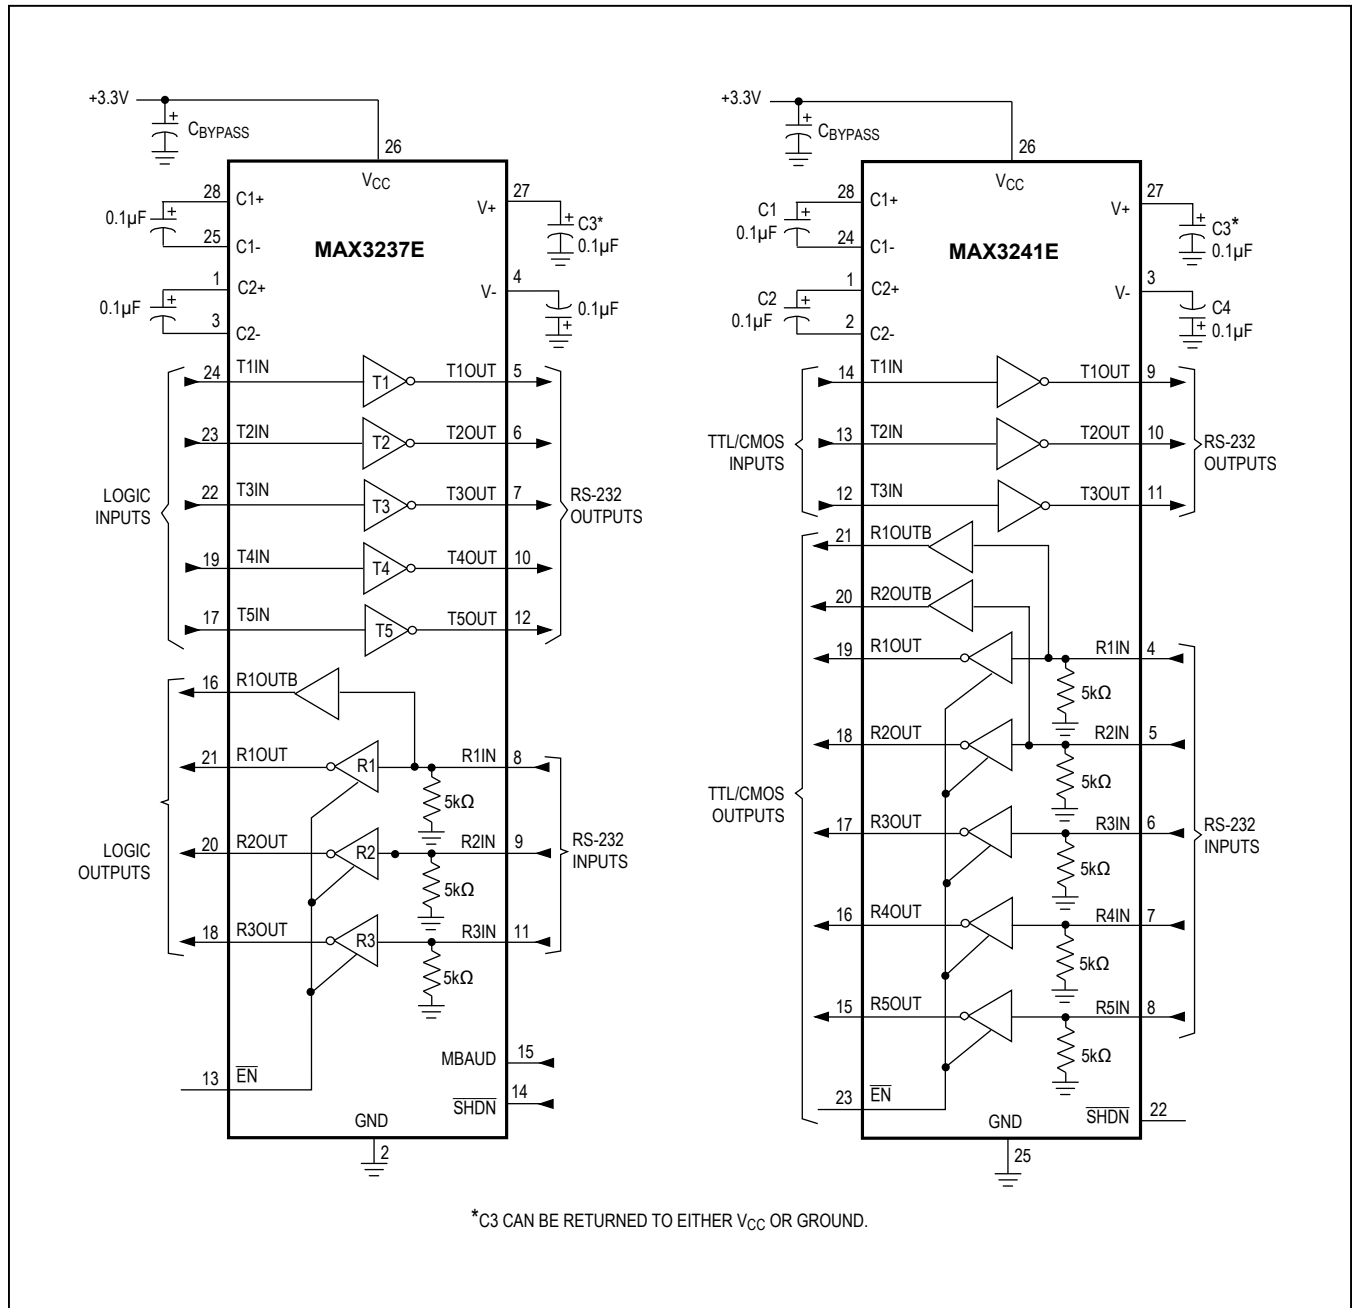 +3.3V
+
CBYPASS
26
VCC
28
C1+
0.1µF
+
25
C1-
27
V+
+
C3*
0.1µF
MAX3237E
1
C2+
0.1µF
+
3
C2-
4
V-
0.1µF
+
LOGIC
INPUTS
24 T1IN T1 T1OUT 5
23 T2IN T2 T2OUT 6
22 T3IN T3 T3OUT 7
19 T4IN T4 T4OUT 10
17 T5IN T5 T5OUT 12
RS-232
OUTPUTS
16 R1OUTB
21 R1OUT R1 R1IN 8
5kΩ
20 R2OUT R2 R2IN 9
5kΩ
18 R3OUT R3 R3IN 11
5kΩ
LOGIC
OUTPUTS
RS-232
INPUTS
MBAUD 15
13 EN
SHDN 14
GND
2
+3.3V
+
CBYPASS
26
VCC
28
C1+
C1
0.1µF
+
24
C1-
27
V+
+
C3*
0.1µF
MAX3241E
1
C2+
C2
0.1µF
+
2
C2-
3
V-
C4
0.1µF
+
TTL/CMOS
INPUTS
14 T1IN T1OUT 9
13 T2IN T2OUT 10
12 T3IN T3OUT 11
RS-232
OUTPUTS
21 R1OUTB
20 R2OUTB
19 R1OUT R1IN 4
5kΩ
18 R2OUT R2IN 5
5kΩ
17 R3OUT R3IN 6
5kΩ
16 R4OUT R4IN 7
5kΩ
15 R5OUT R5IN 8
5kΩ
TTL/CMOS
OUTPUTS
RS-232
INPUTS
23 EN
SHDN 22
GND
25
*C3 CAN BE RETURNED TO EITHER VCC OR GROUND.